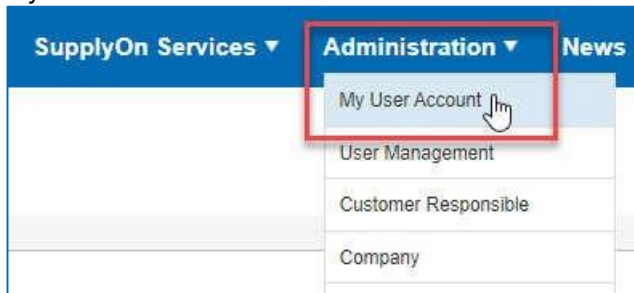 SupplyOn Services ▾ Administration ▾ News
My User Account
User Management
Customer Responsible
Company